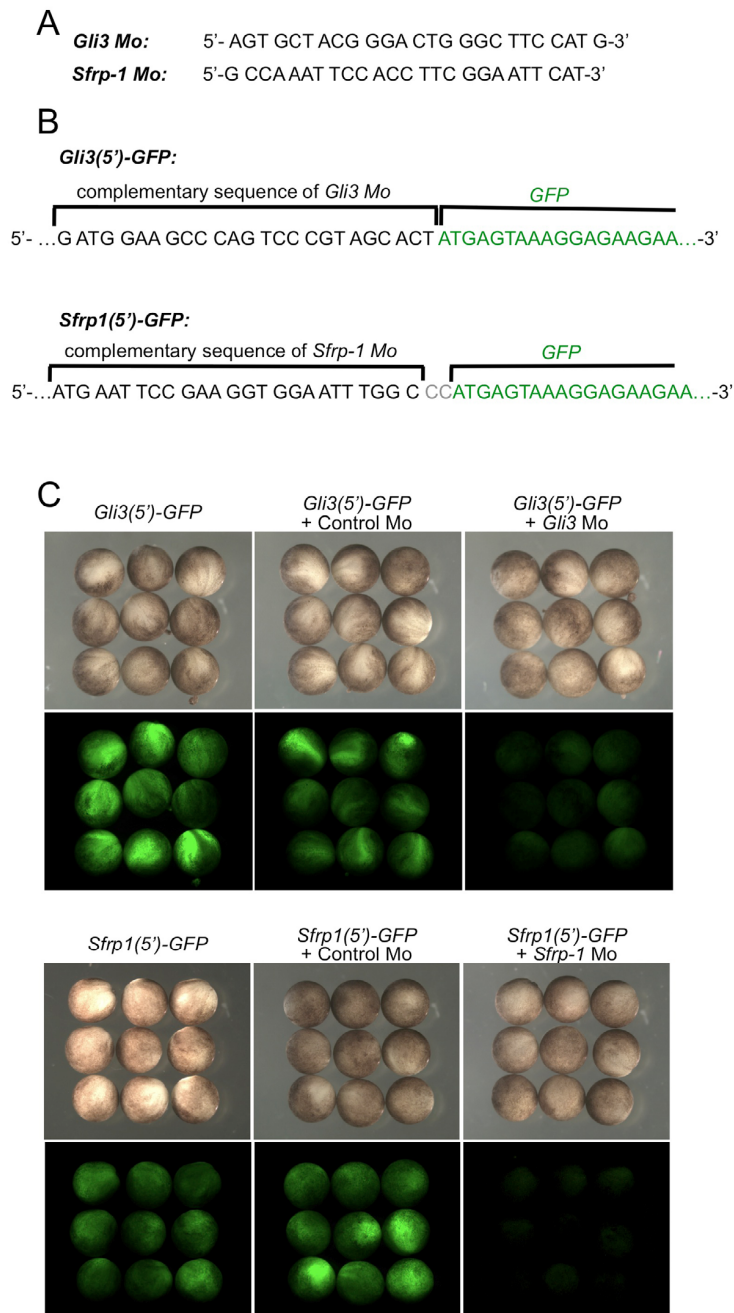 A
Gli3 Mo: 5'- AGT GCT ACG GGA CTG GGC TTC CAT G-3'
Sfrp-1 Mo: 5'-G CCA AAT TCC ACC TTC GGA ATT CAT-3'
B
Gli3(5')-GFP:
complementary sequence of Gli3 Mo GFP
5'- ...G ATG GAA GCC CAG TCC CGT AGC ACT ATGAGTAAAGGAGAAGAA...-3'
Sfrp1(5')-GFP:
complementary sequence of Sfrp-1 Mo GFP
5'-...ATG AAT TCC GAA GGT GGA ATT TGG C CC ATGAGTAAAGGAGAAGAA...-3'
C
Gli3(5')-GFP
Gli3(5')-GFP
+ Control Mo
Gli3(5')-GFP
+ Gli3 Mo
Sfrp1(5')-GFP
Sfrp1(5')-GFP
+ Control Mo
Sfrp1(5')-GFP
+ Sfrp-1 Mo